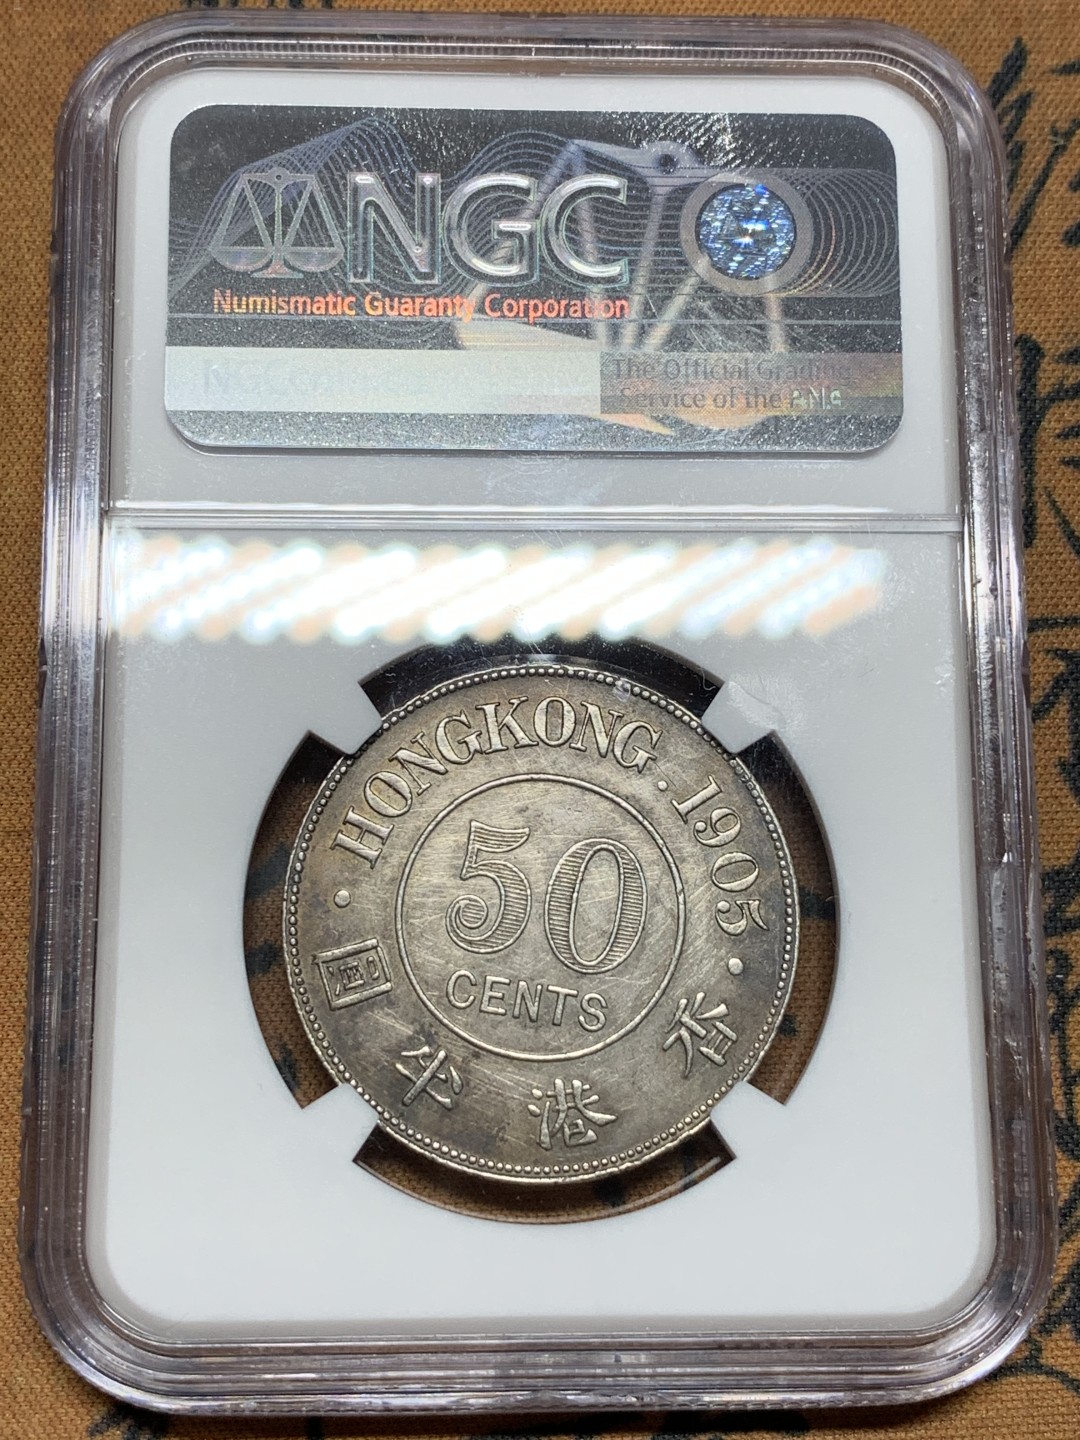 NGC
Numismatic Guaranty Corporation
The Official Grading
Service of the PNG
HONGKONG · 1905 ·
50
CENTS
香港半圓